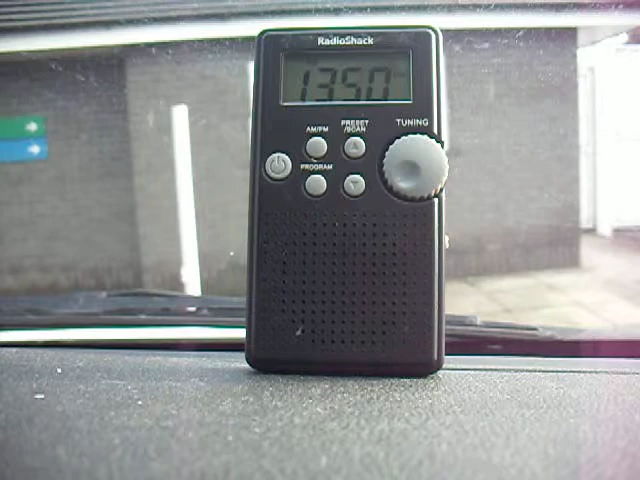 RadioShack
1350
TUNING
AM/FM
PRESET
/SCAN
PROGRAM